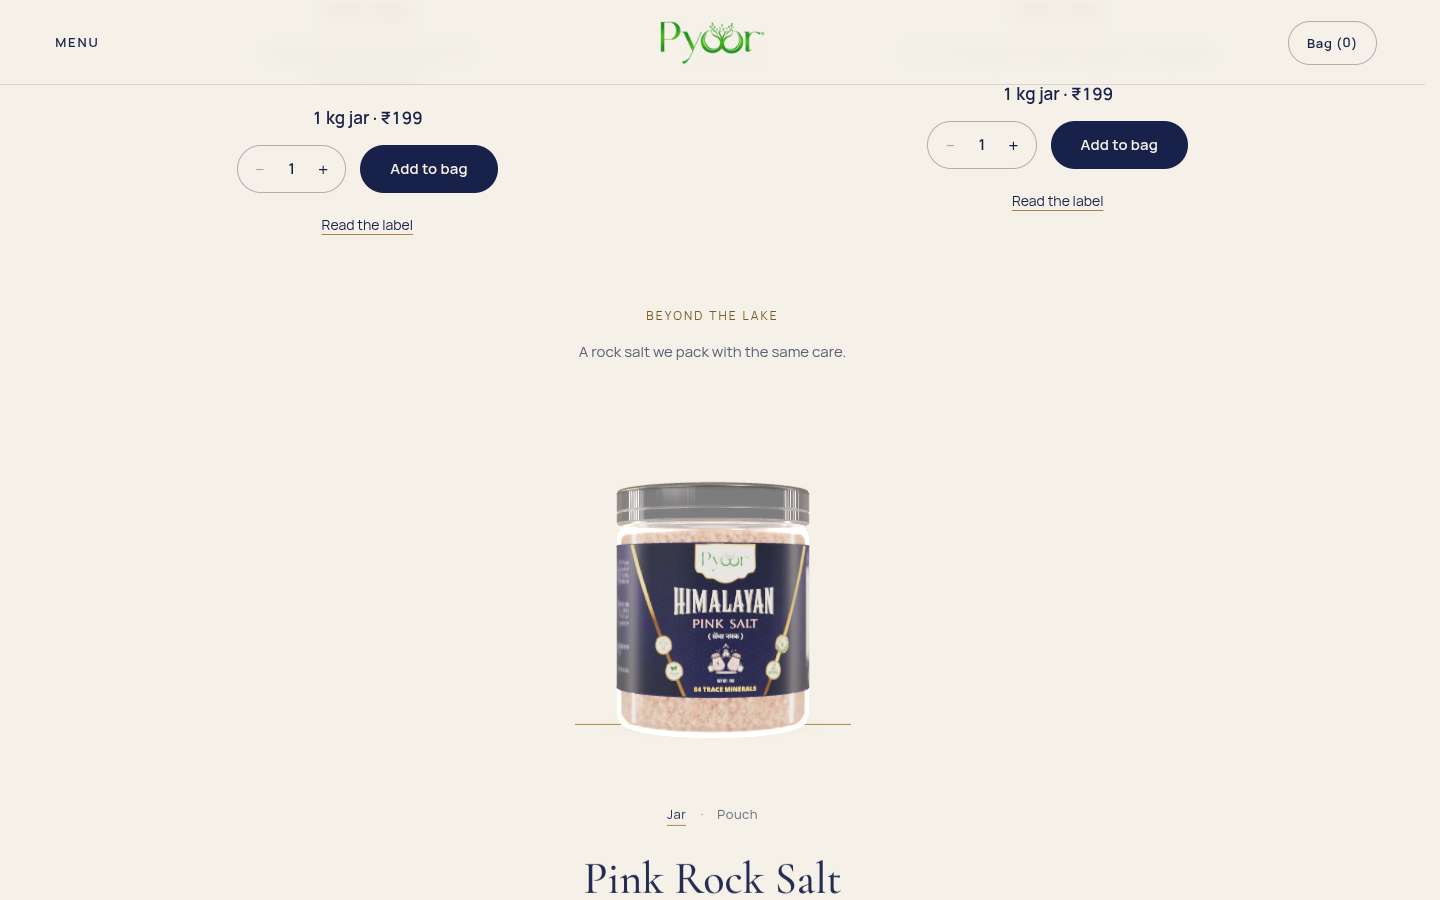 MENU
Pyoor
Bag (0)
1 kg jar · ₹199
− 1 +
Add to bag
Read the label
1 kg jar · ₹199
− 1 +
Add to bag
Read the label
BEYOND THE LAKE
A rock salt we pack with the same care.
Pyoor
HIMALAYAN
PINK SALT
(सेंधा नमक)
84 TRACE MINERALS
Jar · Pouch
Pink Rock Salt